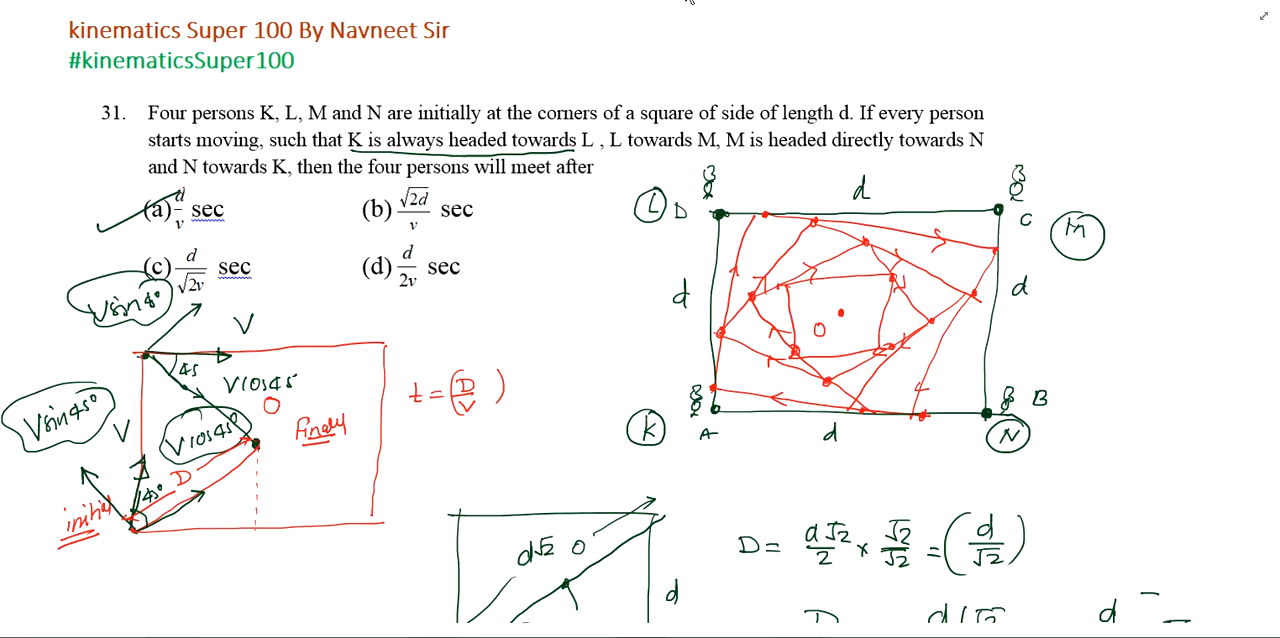 kinematics Super 100 By Navneet Sir
#kinematicsSuper100
31. Four persons K, L, M and N are initially at the corners of a square of side of length d. If every person
starts moving, such that K is always headed towards L , L towards M, M is headed directly towards N
and N towards K, then the four persons will meet after
(a) d/v sec
(b) √2d/v sec
(c) d/√2v sec
(d) d/2v sec
L D
d
C
M
d
d
O
K
A
d
B
N
V
45
Vcos45
O
Finally
Vsin45°
V
Vcos45°
45°
D
initial
t = (D/V)
d√2
O
d
D = a√2/2 × √2/√2 = (d/√2)